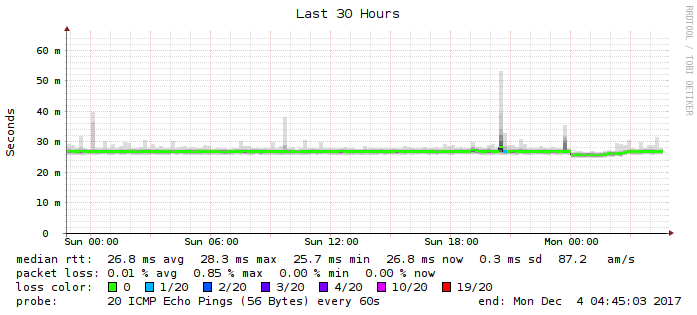 Last 30 Hours
RRDTOOL / TOBI OETIKER
Seconds
60 m
50 m
40 m
30 m
20 m
10 m
0
Sun 00:00 Sun 06:00 Sun 12:00 Sun 18:00 Mon 00:00
median rtt: 26.8 ms avg 28.3 ms max 25.7 ms min 26.8 ms now 0.3 ms sd 87.2 am/s
packet loss: 0.01 % avg 0.85 % max 0.00 % min 0.00 % now
loss color: 0 1/20 2/20 3/20 4/20 10/20 19/20
probe: 20 ICMP Echo Pings (56 Bytes) every 60s end: Mon Dec 4 04:45:03 2017